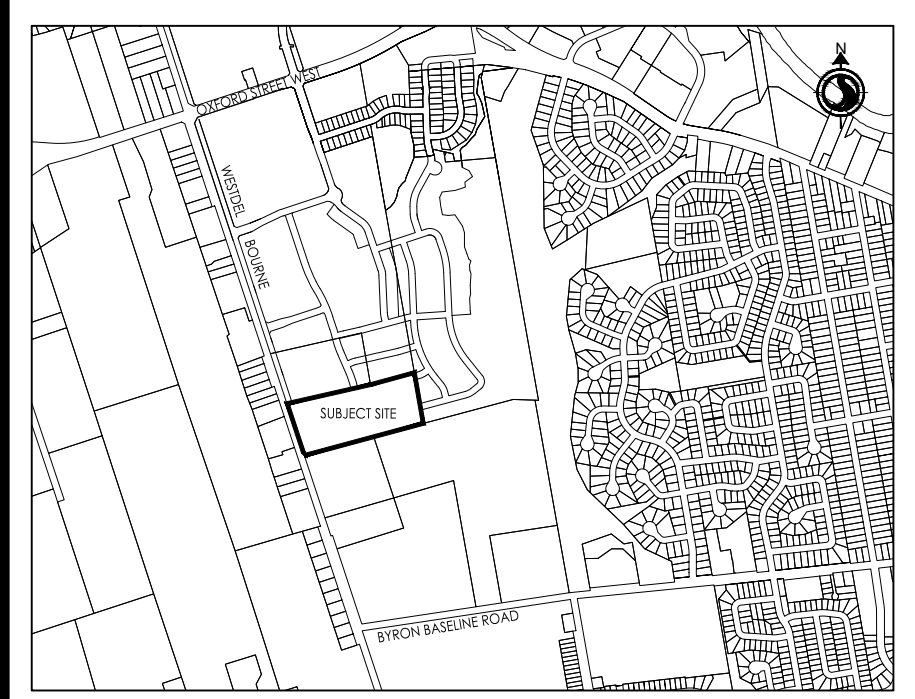 N
OXFORD STREET WEST
WESTDEL
BOURNE
SUBJECT SITE
BYRON BASELINE ROAD